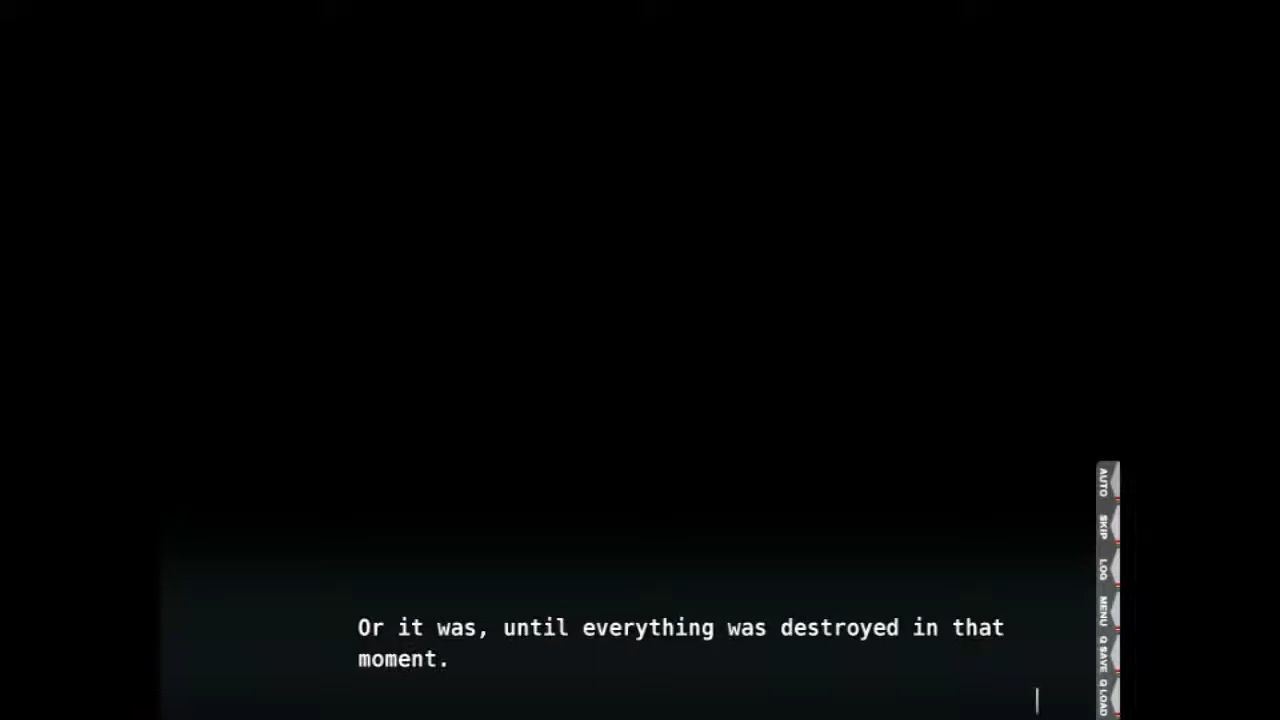 AUTO
SKIP
LOG
MENU
Q SAVE
Q LOAD
Or it was, until everything was destroyed in that
moment.